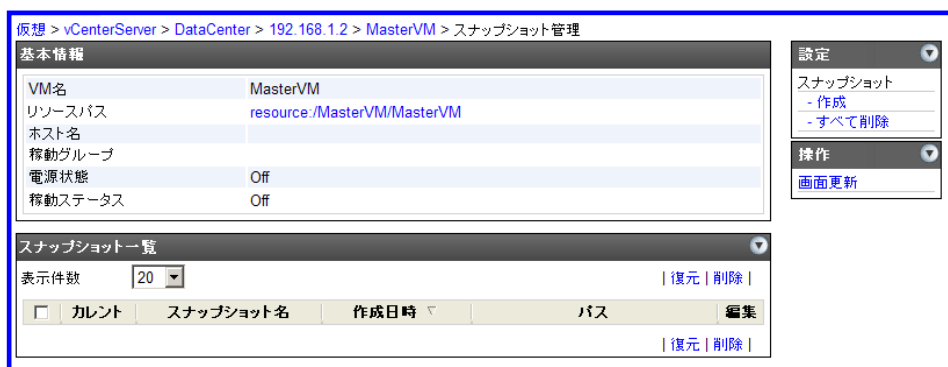 仮想 > vCenterServer > DataCenter > 192.168.1.2 > MasterVM > スナップショット管理
基本情報
VM名 MasterVM
リソースパス resource:/MasterVM/MasterVM
ホスト名
稼動グループ
電源状態 Off
稼動ステータス Off
スナップショット一覧
表示件数 20 | 復元 | 削除 |
カレント スナップショット名 作成日時 ▽ パス 編集
| 復元 | 削除 |
設定
スナップショット
- 作成
- すべて削除
操作
画面更新